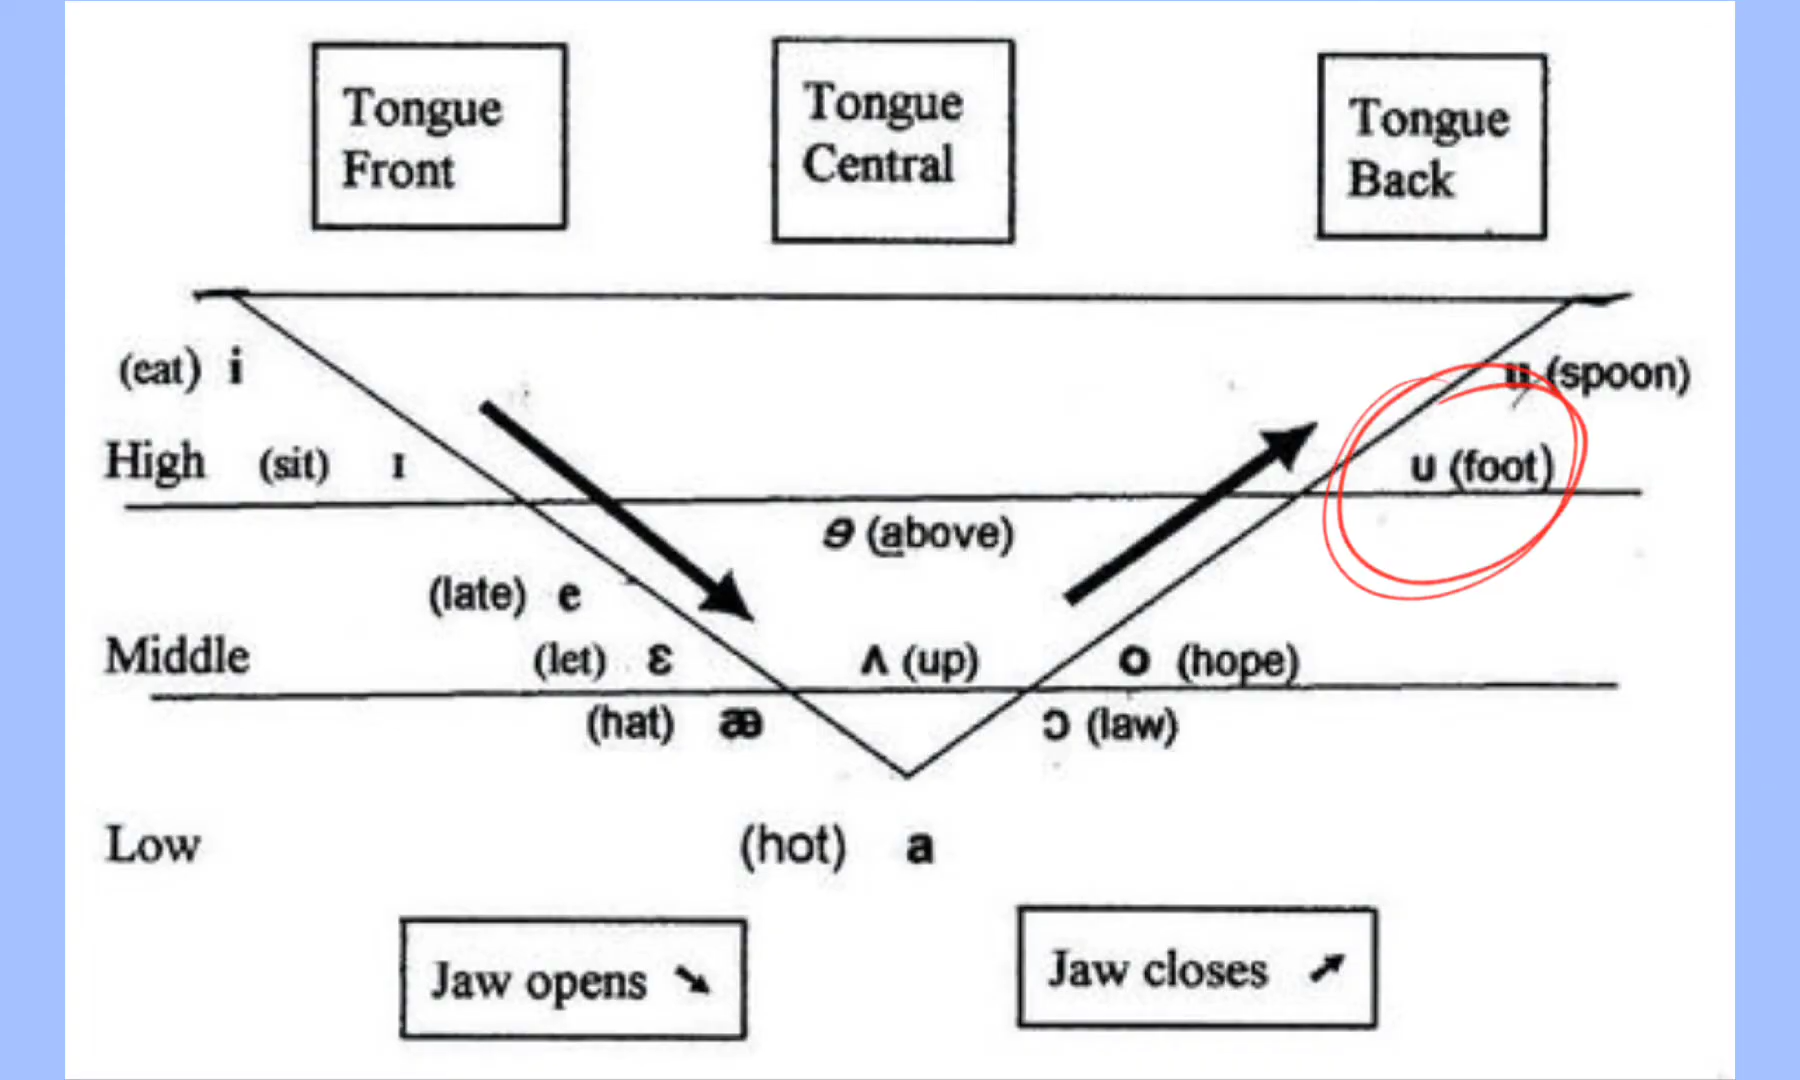 Tongue
Front
Tongue
Central
Tongue
Back
(eat) i
u (spoon)
High (sit) ɪ
u (foot)
ɘ (above)
(late) e
Middle (let) ɛ
ʌ (up)
o (hope)
(hat) æ
ɔ (law)
Low (hot) a
Jaw opens ↘
Jaw closes ↗